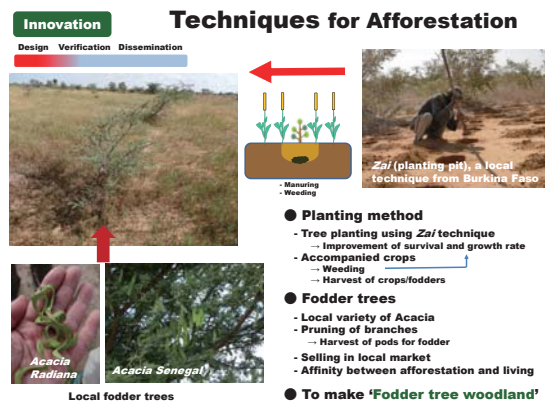 Innovation
Techniques for Afforestation
Design Verification Dissemination
Zai (planting pit), a local
technique from Burkina Faso
- Manuring
- Weeding
● Planting method
- Tree planting using Zai technique
→ Improvement of survival and growth rate
- Accompanied crops
→ Weeding
→ Harvest of crops/fodders
● Fodder trees
- Local variety of Acacia
- Pruning of branches
→ Harvest of pods for fodder
- Selling in local market
- Affinity between afforestation and living
● To make ‘Fodder tree woodland’
Acacia
Radiana
Acacia Senegal
Local fodder trees